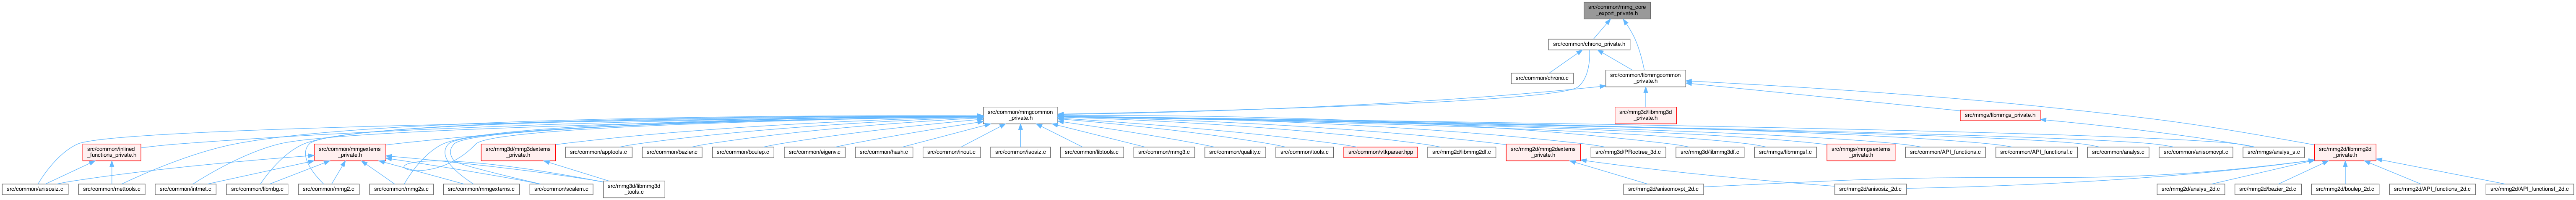 src/common/mmg_core
_export_private.h
src/common/chrono_private.h
src/common/chrono.c
src/common/libmmgcommon
_private.h
src/common/mmgcommon
_private.h
src/mmg3d/libmmg3d
_private.h
src/mmgs/libmmgs_private.h
src/common/inlined
_functions_private.h
src/common/mmgexterns
_private.h
src/mmg3d/mmg3dexterns
_private.h
src/common/apptools.c
src/common/bezier.c
src/common/boulep.c
src/common/eigenv.c
src/common/hash.c
src/common/inout.c
src/common/isosiz.c
src/common/libtools.c
src/common/mmg3.c
src/common/quality.c
src/common/tools.c
src/common/vtkparser.hpp
src/mmg2d/libmmg2df.c
src/mmg2d/mmg2dexterns
_private.h
src/mmg3d/PRoctree_3d.c
src/mmg3d/libmmg3df.c
src/mmgs/libmmgsf.c
src/mmgs/mmgsexterns
_private.h
src/common/API_functions.c
src/common/API_functionsf.c
src/common/analys.c
src/common/anisomovpt.c
src/mmgs/analys_s.c
src/mmg2d/libmmg2d
_private.h
src/common/anisosiz.c
src/common/mettools.c
src/common/intmet.c
src/common/libmbg.c
src/common/mmg2.c
src/common/mmg2s.c
src/common/mmgexterns.c
src/common/scalem.c
src/mmg3d/libmmg3d
_tools.c
src/mmg2d/anisomovpt_2d.c
src/mmg2d/anisosiz_2d.c
src/mmg2d/analys_2d.c
src/mmg2d/bezier_2d.c
src/mmg2d/boulep_2d.c
src/mmg2d/API_functions_2d.c
src/mmg2d/API_functionsf_2d.c